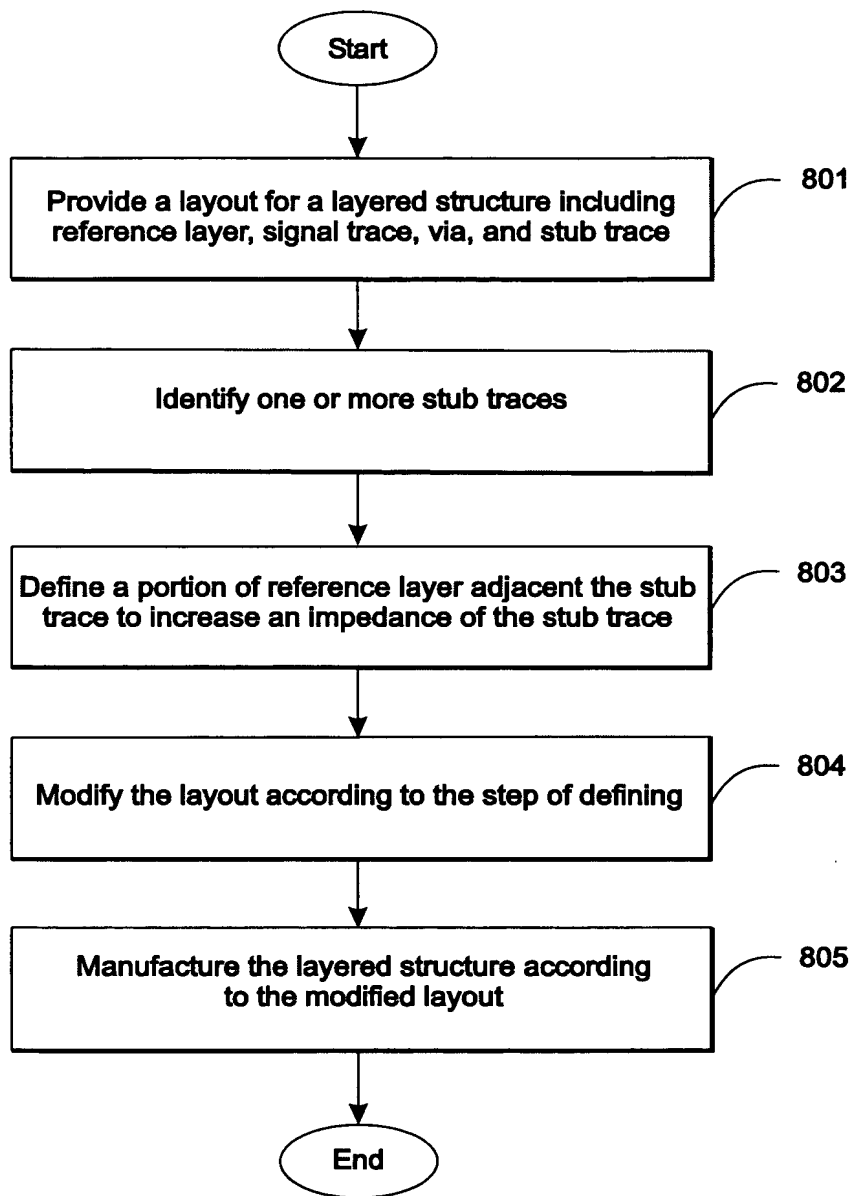 Start
Provide a layout for a layered structure including
reference layer, signal trace, via, and stub trace
801
Identify one or more stub traces
802
Define a portion of reference layer adjacent the stub
trace to increase an impedance of the stub trace
803
Modify the layout according to the step of defining
804
Manufacture the layered structure according
to the modified layout
805
End